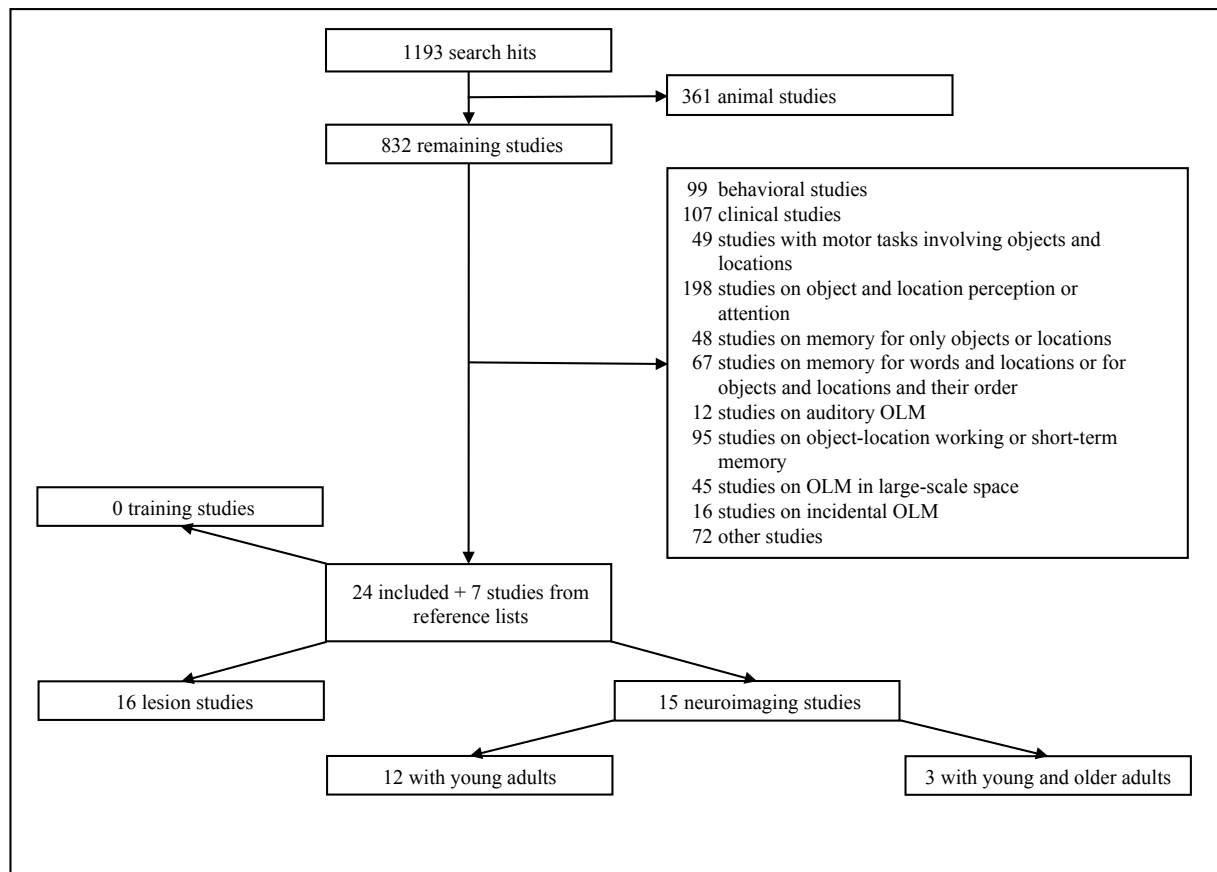 1193 search hits
361 animal studies
832 remaining studies
99 behavioral studies
107 clinical studies
49 studies with motor tasks involving objects and
locations
198 studies on object and location perception or
attention
48 studies on memory for only objects or locations
67 studies on memory for words and locations or for
objects and locations and their order
12 studies on auditory OLM
95 studies on object-location working or short-term
memory
45 studies on OLM in large-scale space
16 studies on incidental OLM
72 other studies
0 training studies
24 included + 7 studies from
reference lists
16 lesion studies
15 neuroimaging studies
12 with young adults
3 with young and older adults